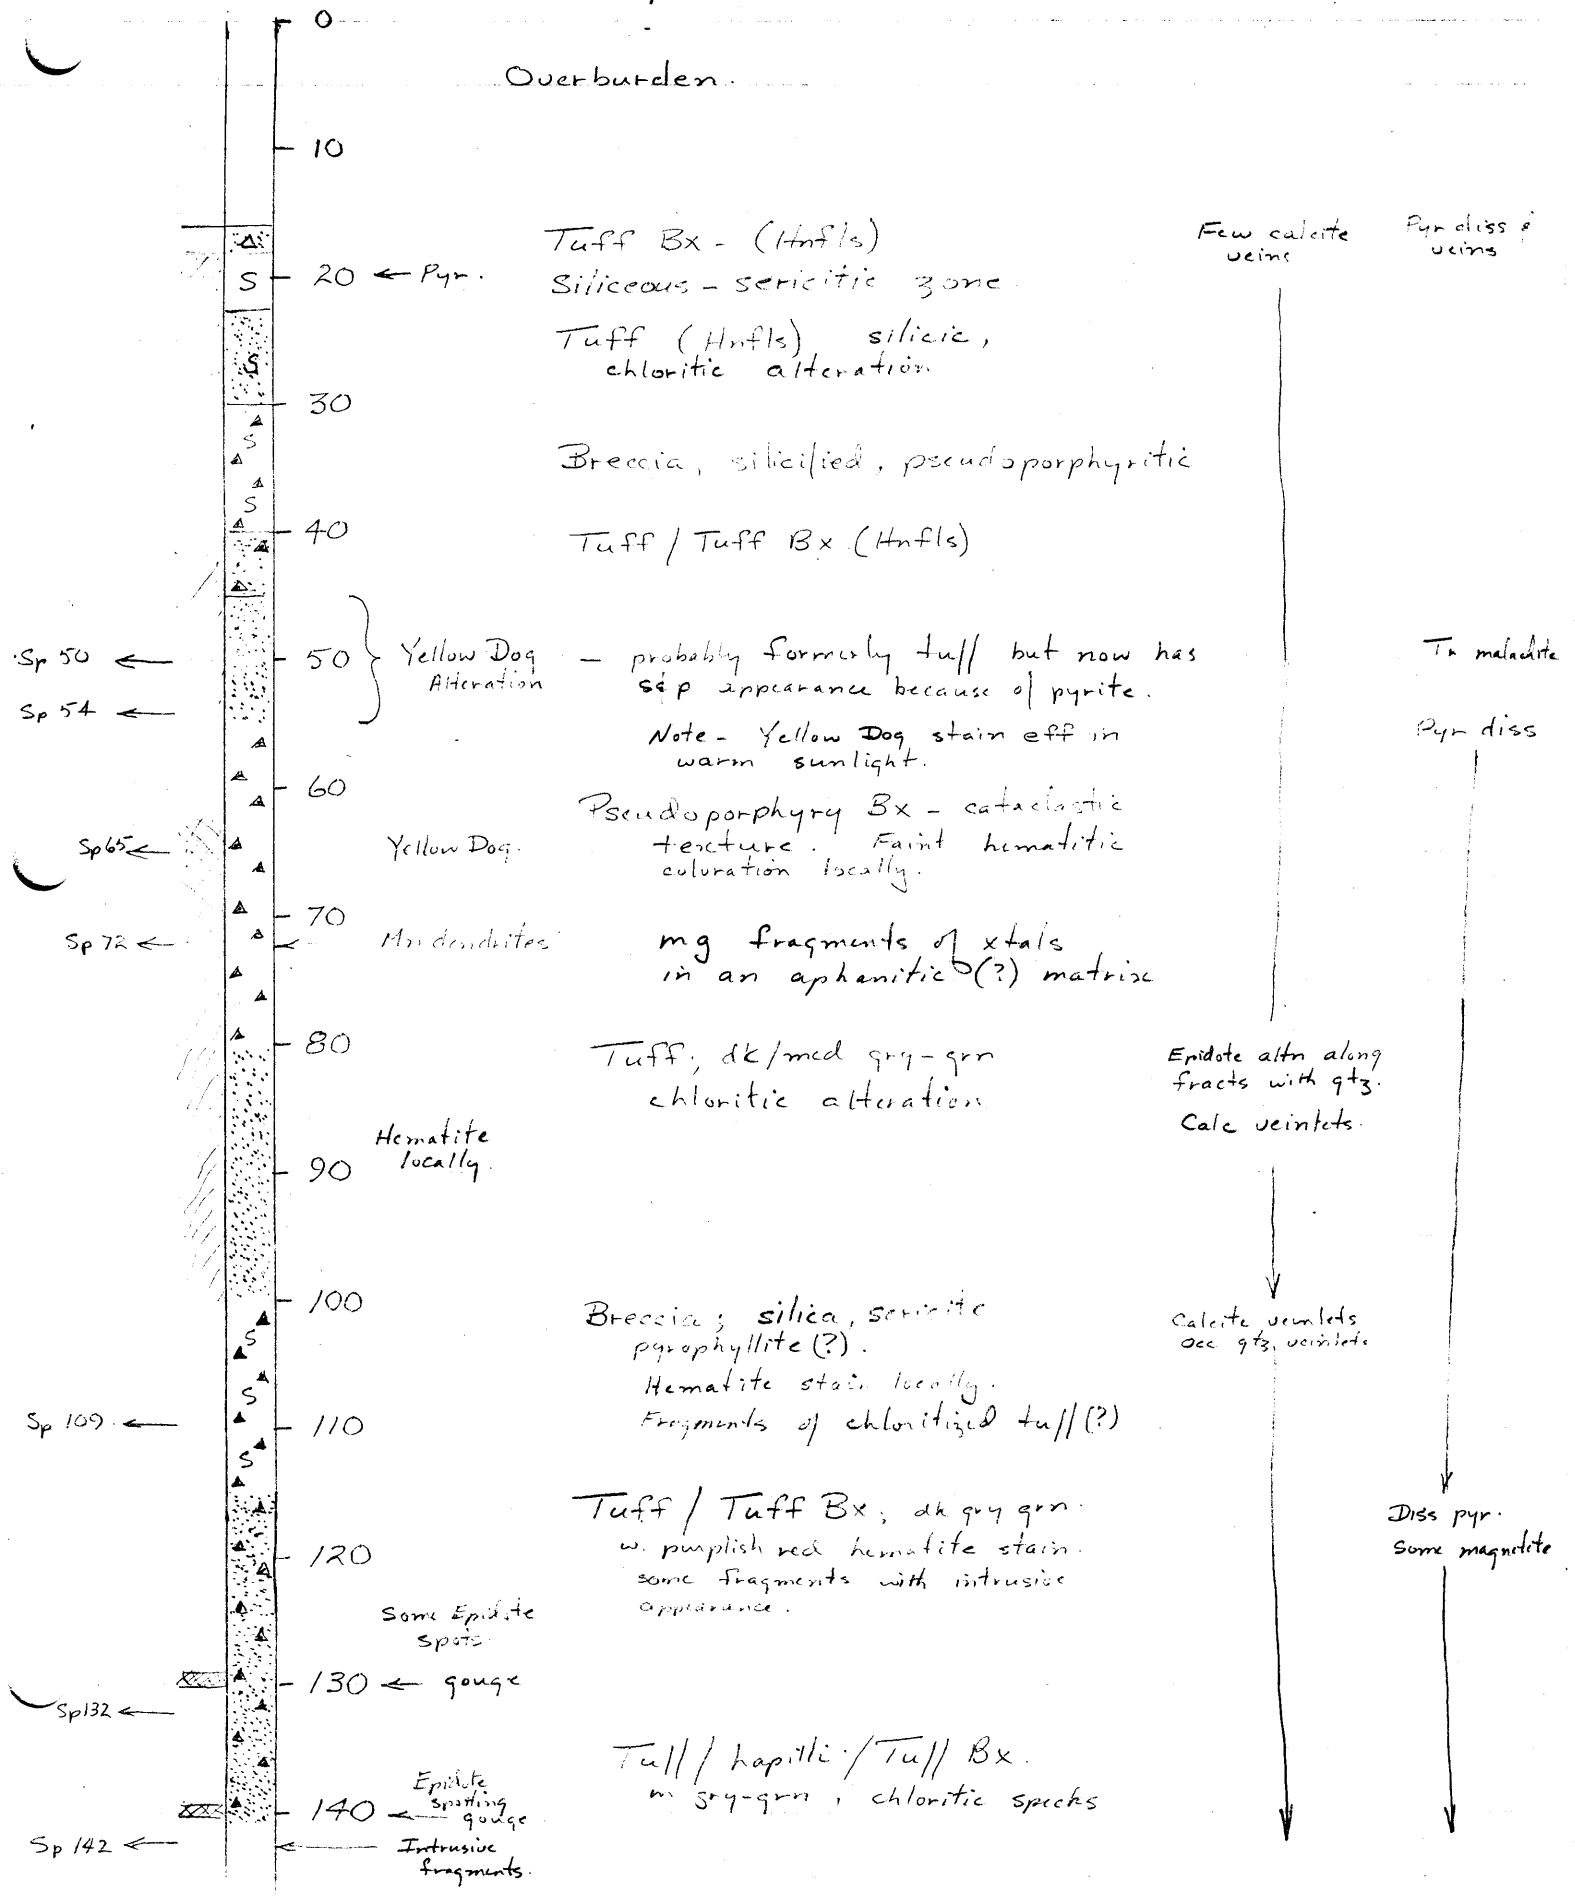 0
Overburden.
10
Tuff Bx - (Hnfls)
Few calcite
veins
Pyr diss &
veins
S
20 ← Pyr.
Siliceous - sericitic zone
Tuff (Hnfls) silicic,
chloritic alteration
S
30
S
Breccia, silicified, pseudoporphyritic
S
40
Tuff / Tuff Bx (Hnfls)
Sp 50 ←
50
Yellow Dog
Alteration
- probably formerly tuff but now has
s&p appearance because of pyrite.
Tr malachite
Sp 54 ←
Note - Yellow Dog stain eff in
warm sunlight.
Pyr diss
60
Pseudoporphyry Bx - cataclastic
texture. Faint hematitic
coluration locally.
Sp65 ←
Yellow Dog.
70
Sp 72 ←
← Mn dendrites
mg fragments of xtals
in an aphanitic (?) matrix
80
Tuff; dk/med gry-grn
chloritic alteration
Epidote altn along
fracts with qtz.
Calc veinlets.
Hematite
locally.
90
100
Breccia; silica, sericite
pyrophyllite (?).
Hematite stain locally.
Fragments of chloritized tuff (?)
Calcite veinlets
occ qtz, veinlets
S
S
Sp 109 ←
110
S
Tuff / Tuff Bx; dk gry grn.
w. purplish red hematite stain.
some fragments with intrusive
appearance.
Diss pyr.
Some magnetite
120
Some Epidote
spots
130 ← gouge
Sp132 ←
Tuff / hapilli / Tuff Bx.
m gry-grn, chloritic specks
Epidote
spotting
140 ← gouge
Sp 142 ←
← Intrusive
fragments.